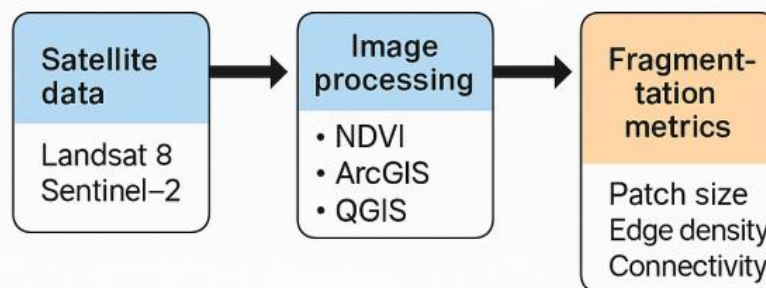 Satellite
data
Landsat 8
Sentinel–2
Image
processing
• NDVI
• ArcGIS
• QGIS
Fragment-
tation
metrics
Patch size
Edge density
Connectivity